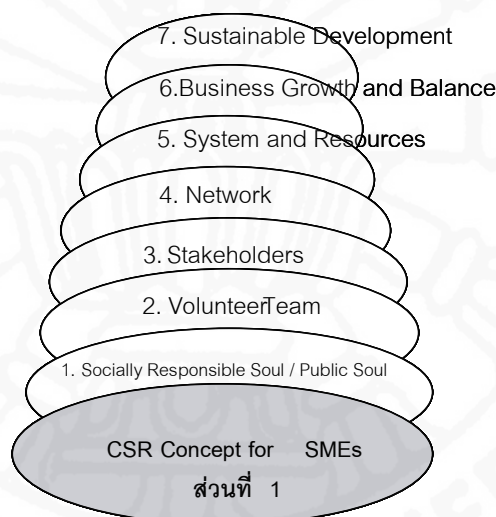 7. Sustainable Development
6.Business Growth and Balance
5. System and Resources
4. Network
3. Stakeholders
2. VolunteerTeam
1. Socially Responsible Soul / Public Soul
CSR Concept for SMEs
ส่วนที่ 1